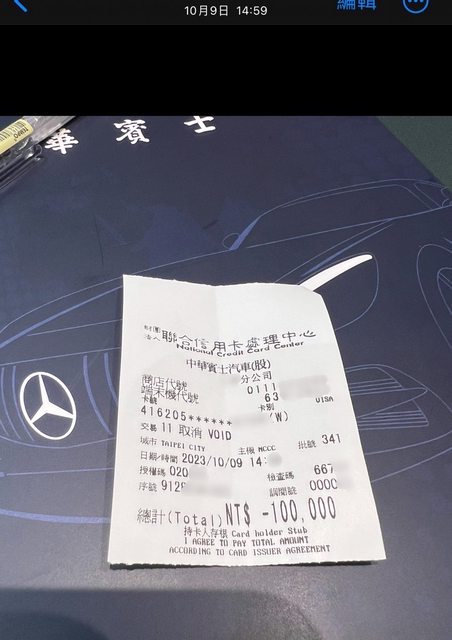 10月9日 14:59
編輯
華賓士
財團法人 聯合信用卡處理中心
National Credit Card Center
中華賓士汽車(股)
分公司
商店代號 0111
端末機代號 63
卡號 卡別 VISA
416205****** (W)
交易 11 取消 VOID
城市 TAIPEI CITY 主機 NCCC 批號 341
日期/時間 2023/10/09 14:
授權碼 020 檢查碼 667
序號 912 調閱號 0000
總計(Total) NT$ -100,000
持卡人存根 Card holder Stub
I AGREE TO PAY TOTAL AMOUNT
ACCORDING TO CARD ISSUER AGREEMENT